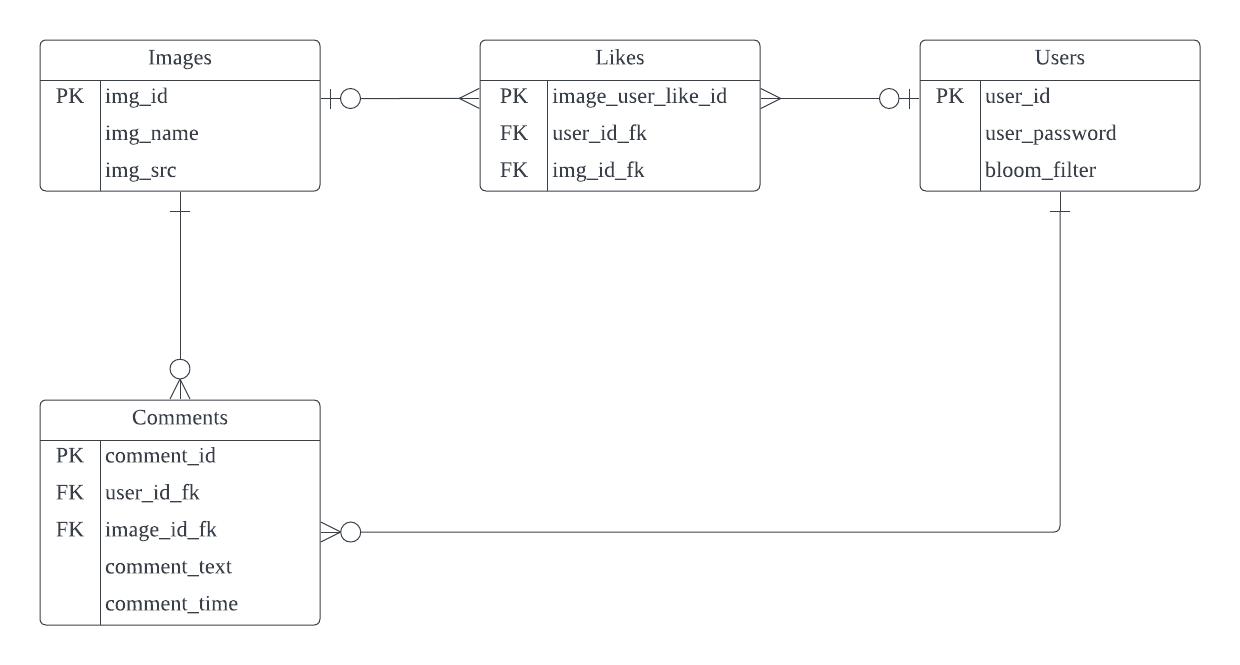 Images
PK img_id
img_name
img_src
Likes
PK image_user_like_id
FK user_id_fk
FK img_id_fk
Users
PK user_id
user_password
bloom_filter
Comments
PK comment_id
FK user_id_fk
FK image_id_fk
comment_text
comment_time